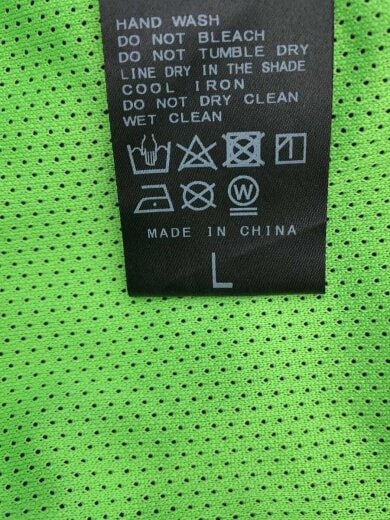 HAND WASH
DO NOT BLEACH
DO NOT TUMBLE DRY
LINE DRY IN THE SHADE
COOL IRON
DO NOT DRY CLEAN
WET CLEAN
W
MADE IN CHINA
L